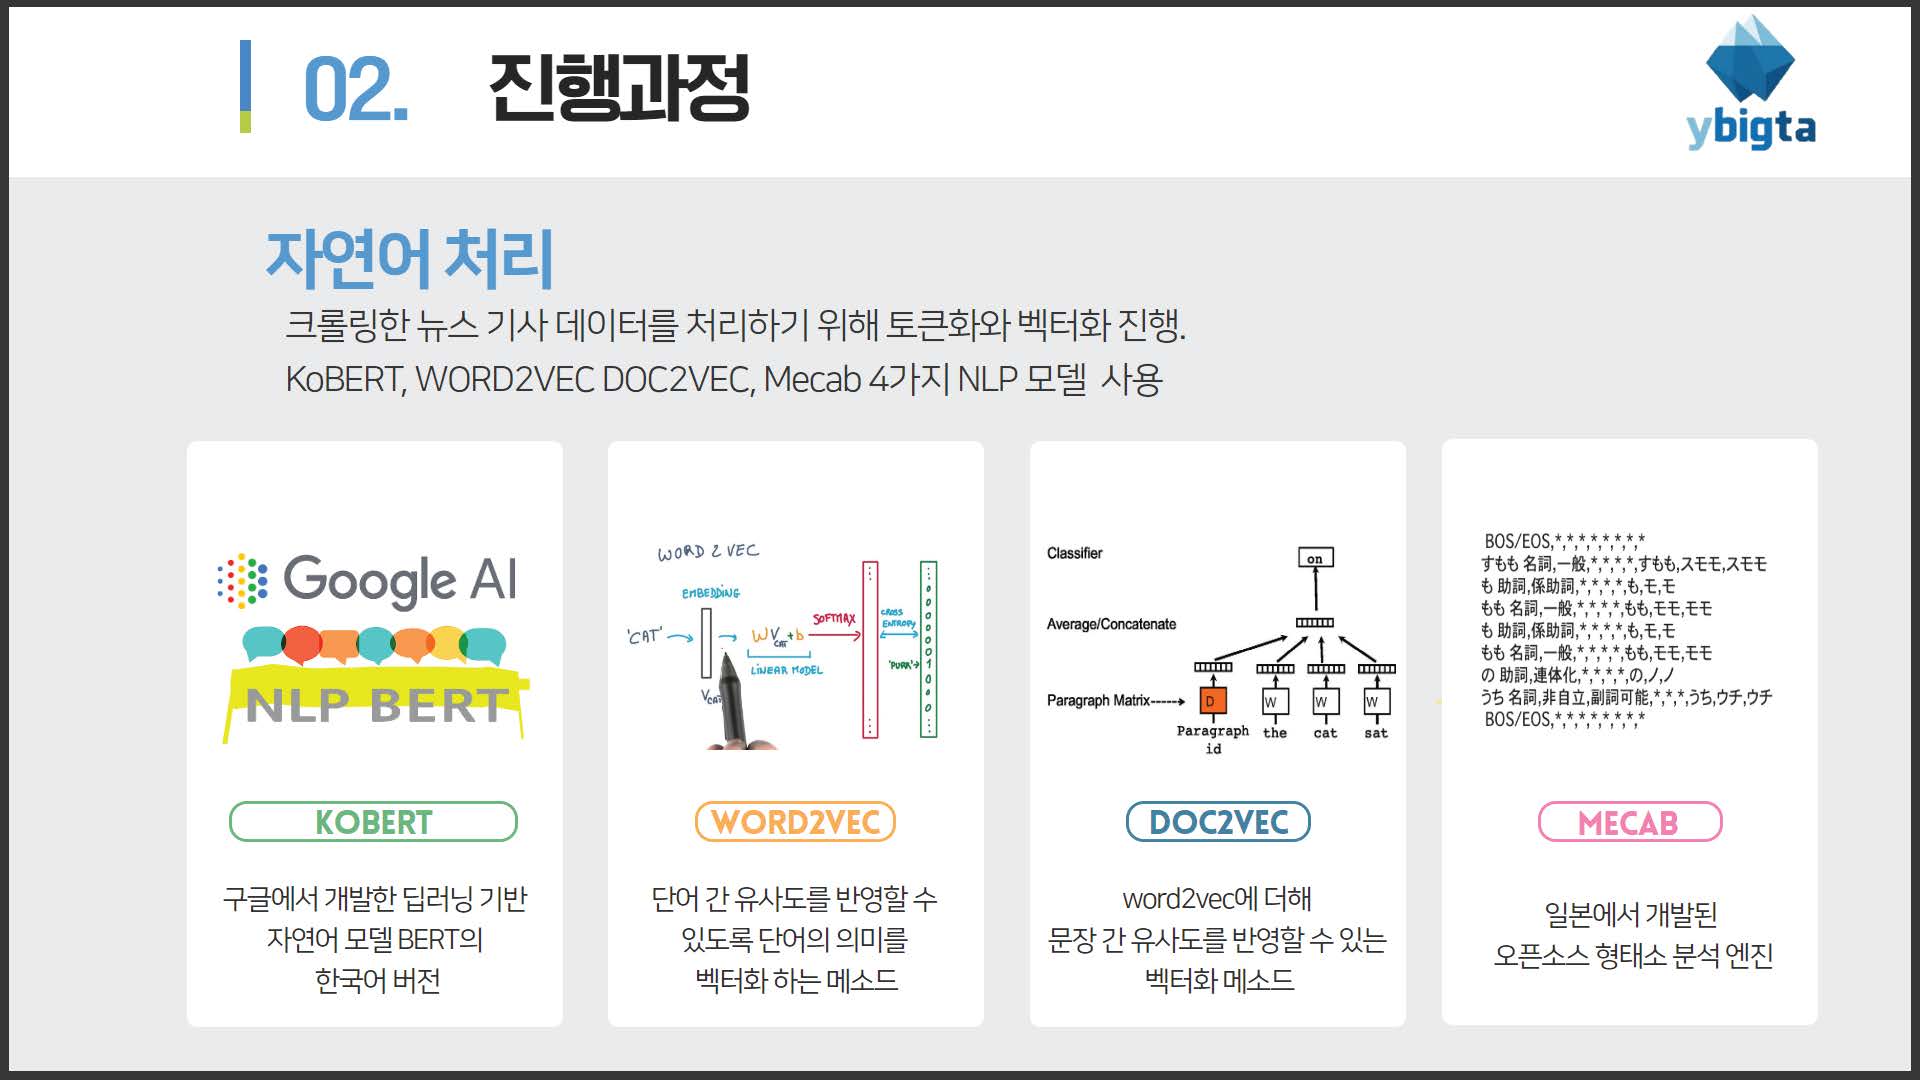 02. 진행과정
ybigta
자연어 처리
크롤링한 뉴스 기사 데이터를 처리하기 위해 토큰화와 벡터화 진행.
KoBERT, WORD2VEC DOC2VEC, Mecab 4가지 NLP 모델 사용
Google AI
NLP BERT
KOBERT
구글에서 개발한 딥러닝 기반
자연어 모델 BERT의
한국어 버전
WORD 2 VEC
EMBEDDING
'CAT'
V CAT
W V CAT + b
LINEAR MODEL
SOFTMAX
CROSS
ENTROPY
'PURR'
0
0
0
0
0
0
1
0
0
0
WORD2VEC
단어 간 유사도를 반영할 수
있도록 단어의 의미를
벡터화 하는 메소드
Classifier
on
Average/Concatenate
Paragraph Matrix----->
D W W W
Paragraph the cat sat
id
DOC2VEC
word2vec에 더해
문장 간 유사도를 반영할 수 있는
벡터화 메소드
BOS/EOS,*,*,*,*,*,*,*,*
すもも 名詞,一般,*,*,*,*,すもも,スモモ,スモモ
も 助詞,係助詞,*,*,*,*,も,モ,モ
もも 名詞,一般,*,*,*,*,もも,モモ,モモ
も 助詞,係助詞,*,*,*,*,も,モ,モ
もも 名詞,一般,*,*,*,*,もも,モモ,モモ
の 助詞,連体化,*,*,*,*,の,ノ,ノ
うち 名詞,非自立,副詞可能,*,*,*,うち,ウチ,ウチ
BOS/EOS,*,*,*,*,*,*,*,*
MECAB
일본에서 개발된
오픈소스 형태소 분석 엔진